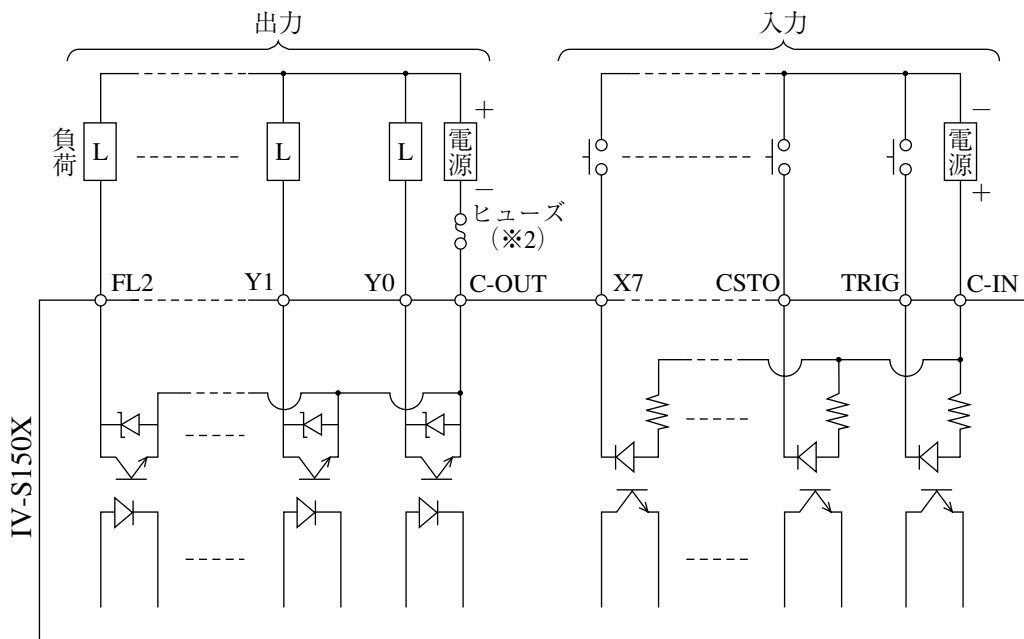 出力
入力
負荷
L
L
L
+
電源
−
ヒューズ
(※2)
−
電源
+
FL2
Y1
Y0
C-OUT
X7
CSTO
TRIG
C-IN
IV-S150X